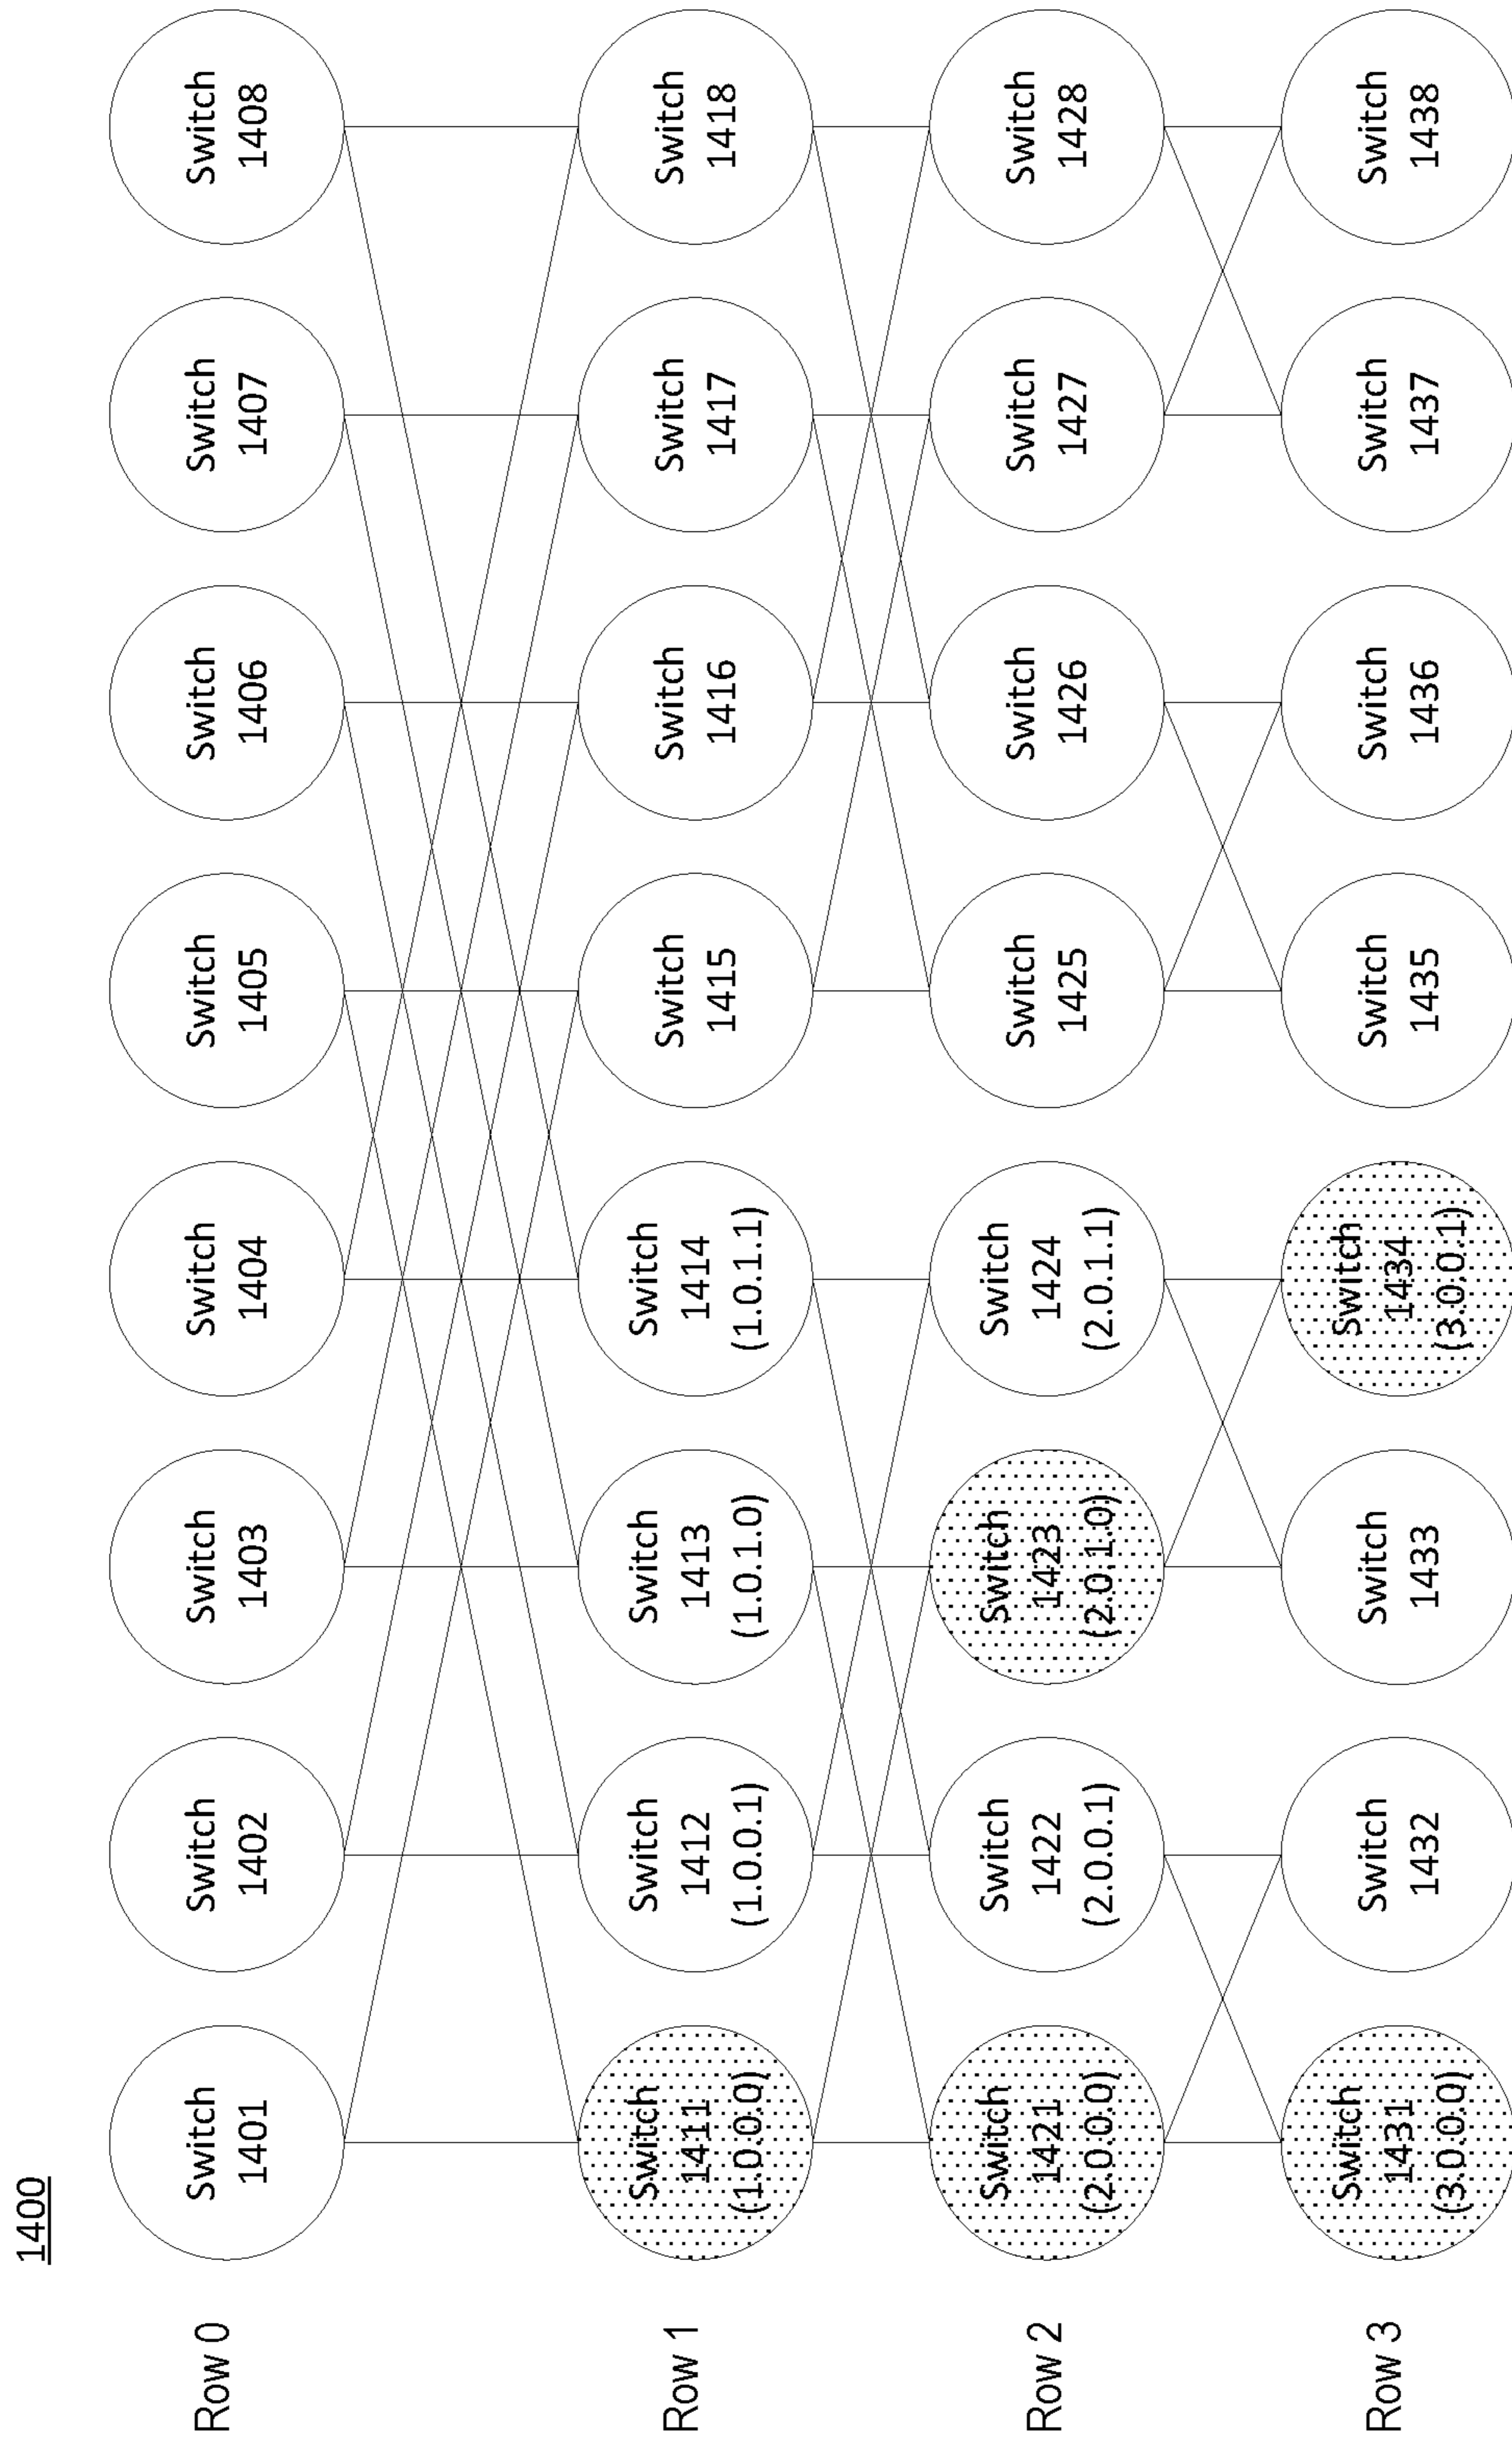 1400
Row 0
Switch
1401
Switch
1402
Switch
1403
Switch
1404
Switch
1405
Switch
1406
Switch
1407
Switch
1408
Row 1
Switch
1411
(1.0.0.0)
Switch
1412
(1.0.0.1)
Switch
1413
(1.0.1.0)
Switch
1414
(1.0.1.1)
Switch
1415
Switch
1416
Switch
1417
Switch
1418
Row 2
Switch
1421
(2.0.0.0)
Switch
1422
(2.0.0.1)
Switch
1423
(2.0.1.0)
Switch
1424
(2.0.1.1)
Switch
1425
Switch
1426
Switch
1427
Switch
1428
Row 3
Switch
1431
(3.0.0.0)
Switch
1432
Switch
1433
Switch
1434
(3.0.0.1)
Switch
1435
Switch
1436
Switch
1437
Switch
1438